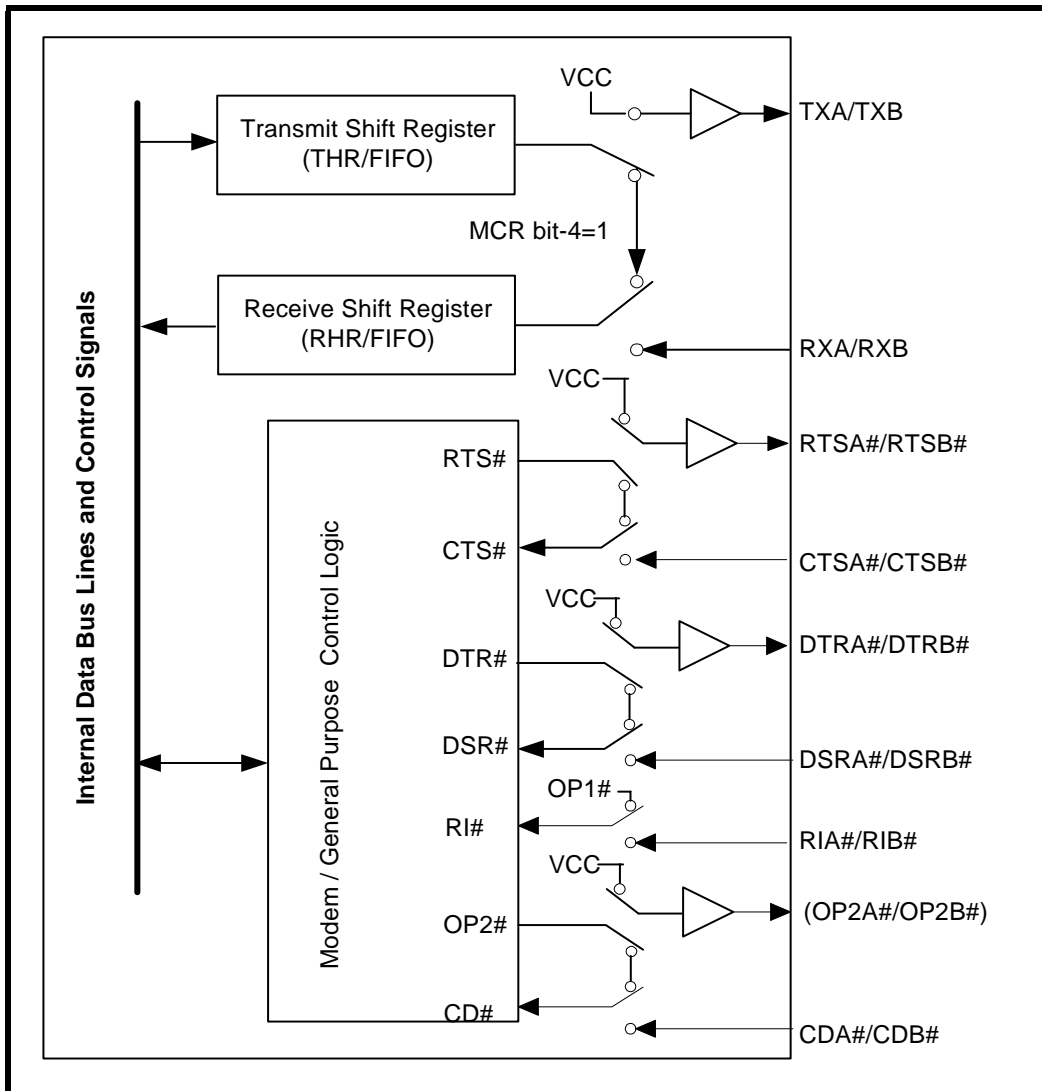 VCC
TXA/TXB
Transmit Shift Register
(THR/FIFO)
MCR bit-4=1
Receive Shift Register
(RHR/FIFO)
RXA/RXB
VCC
RTSA#/RTSB#
RTS#
CTS#
CTSA#/CTSB#
VCC
DTRA#/DTRB#
DTR#
DSR#
DSRA#/DSRB#
OP1#
RI#
RIA#/RIB#
VCC
(OP2A#/OP2B#)
OP2#
CD#
CDA#/CDB#
Internal Data Bus Lines and Control Signals
Modem / General Purpose Control Logic